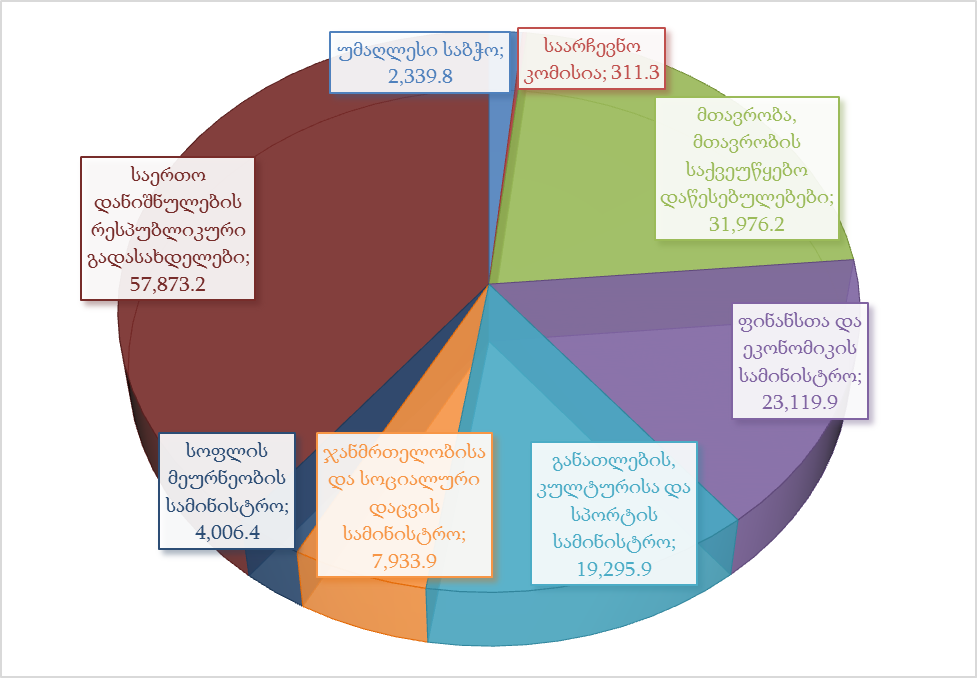 უმაღლესი საბჭო;
2,339.8
საარჩევნო
კომისია; 311.3
მთავრობა,
მთავრობის
საქვეუწყებო
დაწესებულებები;
31,976.2
ფინანსთა და
ეკონომიკის
სამინისტრო;
23,119.9
განათლების,
კულტურისა და
სპორტის
სამინისტრო;
19,295.9
ჯანმრთელობისა
და სოციალური
დაცვის
სამინისტრო;
7,933.9
სოფლის
მეურნეობის
სამინისტრო;
4,006.4
საერთო
დანიშნულების
რესპუბლიკური
გადასახდელები;
57,873.2